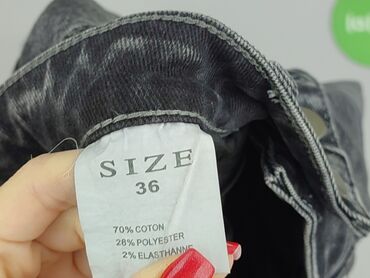 SIZE
36
70% COTON
28% POLYESTER
2% ELASTHANNE